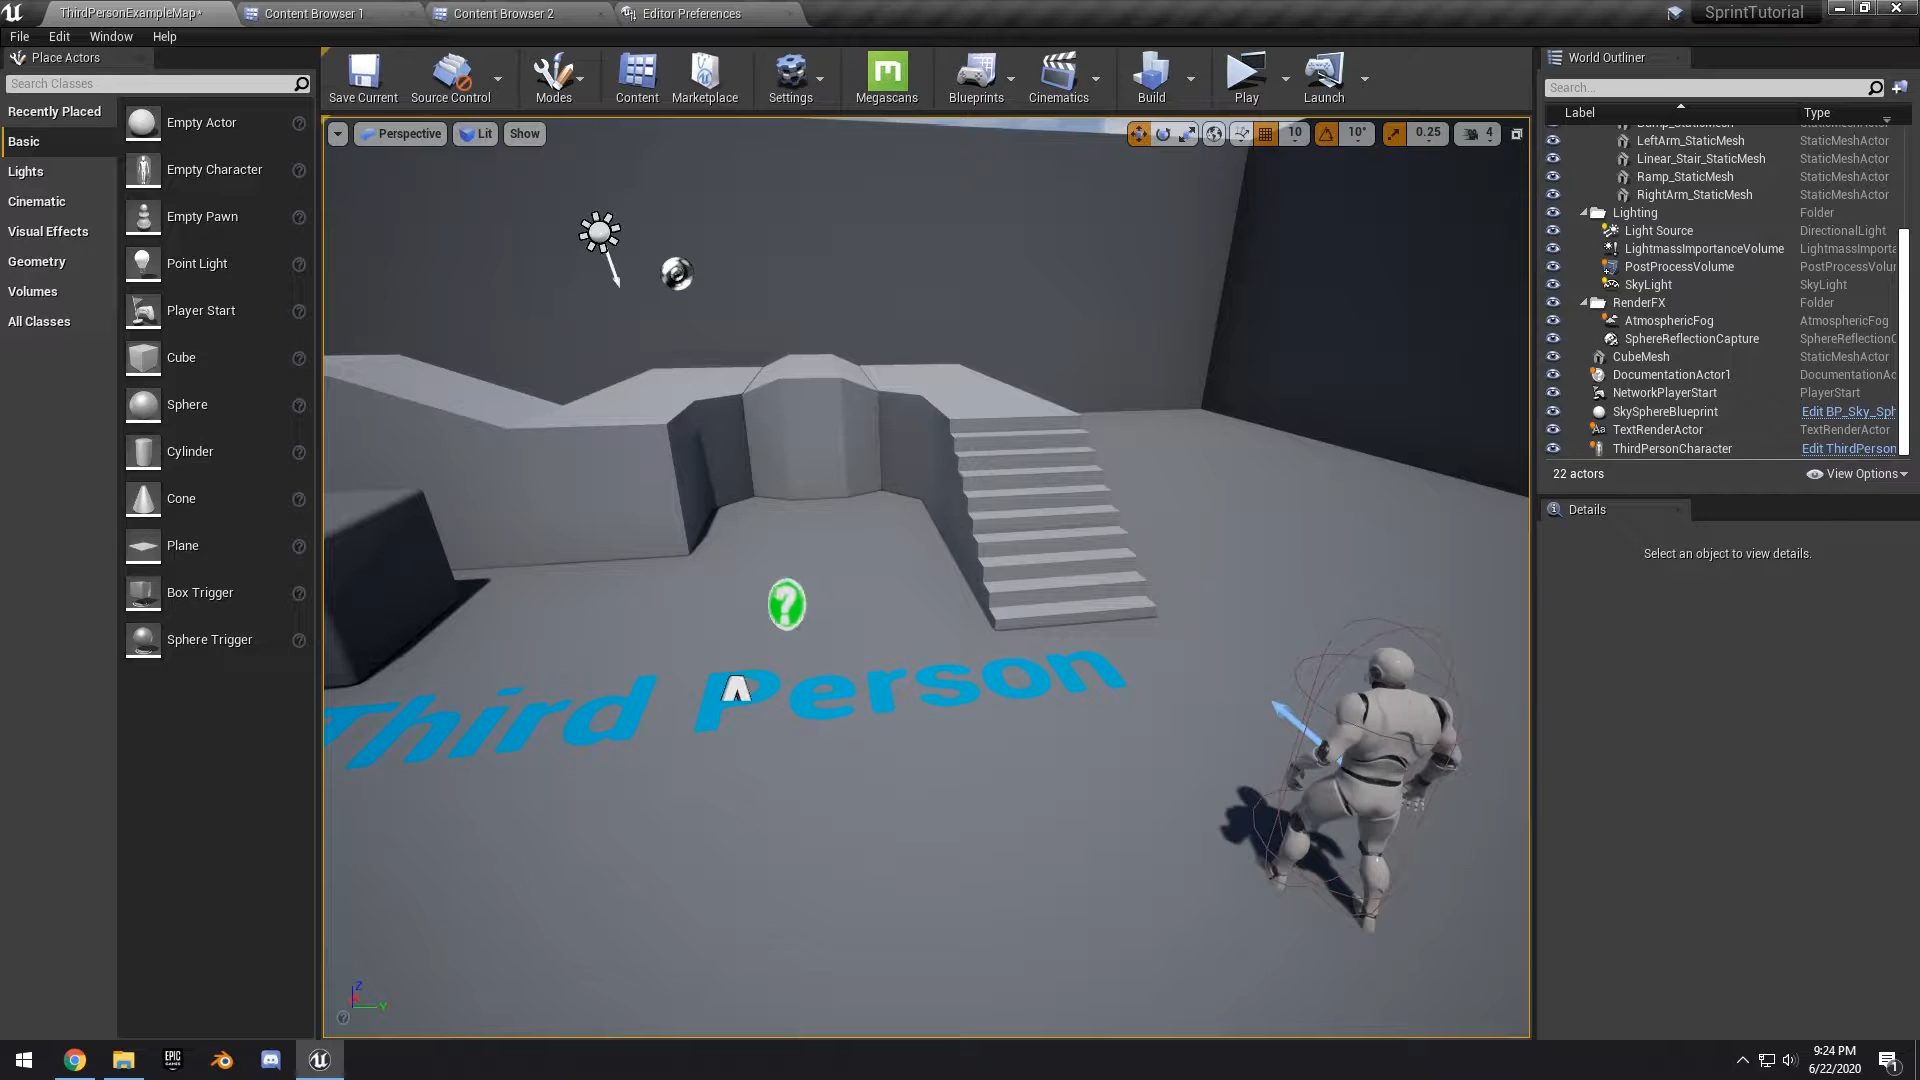 ThirdPersonExampleMap*
Content Browser 1
Content Browser 2
Editor Preferences
SprintTutorial
File Edit Window Help
Place Actors
Search Classes
Recently Placed
Basic
Lights
Cinematic
Visual Effects
Geometry
Volumes
All Classes
Empty Actor
Empty Character
Empty Pawn
Point Light
Player Start
Cube
Sphere
Cylinder
Cone
Plane
Box Trigger
Sphere Trigger
Save Current
Source Control
Modes
Content
Marketplace
Settings
Megascans
Blueprints
Cinematics
Build
Play
Launch
Perspective
Lit
Show
10
10°
0.25
4
Third Person
Z
Y
World Outliner
Search...
Label Type
LeftArm_StaticMesh StaticMeshActor
Linear_Stair_StaticMesh StaticMeshActor
Ramp_StaticMesh StaticMeshActor
RightArm_StaticMesh StaticMeshActor
Lighting Folder
Light Source DirectionalLight
LightmassImportanceVolume LightmassImporta
PostProcessVolume PostProcessVolu
SkyLight SkyLight
RenderFX Folder
AtmosphericFog AtmosphericFog
SphereReflectionCapture SphereReflectionC
CubeMesh StaticMeshActor
DocumentationActor1 DocumentationAc
NetworkPlayerStart PlayerStart
SkySphereBlueprint Edit BP_Sky_Sph
TextRenderActor TextRenderActor
ThirdPersonCharacter Edit ThirdPerson
22 actors
View Options
Details
Select an object to view details.
EPIC
GAMES
9:24 PM
6/22/2020
1